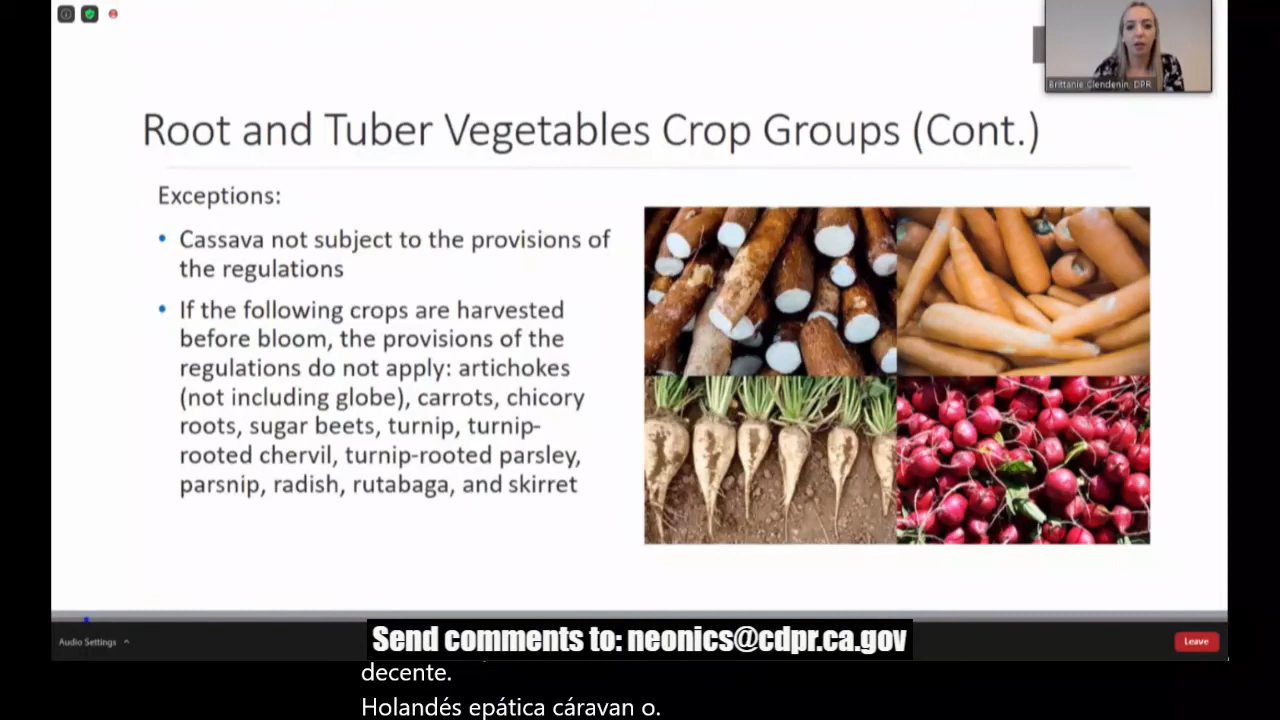 Brittanie Clendenin, DPR
Root and Tuber Vegetables Crop Groups (Cont.)
Exceptions:
• Cassava not subject to the provisions of
the regulations
• If the following crops are harvested
before bloom, the provisions of the
regulations do not apply: artichokes
(not including globe), carrots, chicory
roots, sugar beets, turnip, turnip-
rooted chervil, turnip-rooted parsley,
parsnip, radish, rutabaga, and skirret
Audio Settings
Send comments to: neonics@cdpr.ca.gov
Leave
decente.
Holandés epática cáravan o.